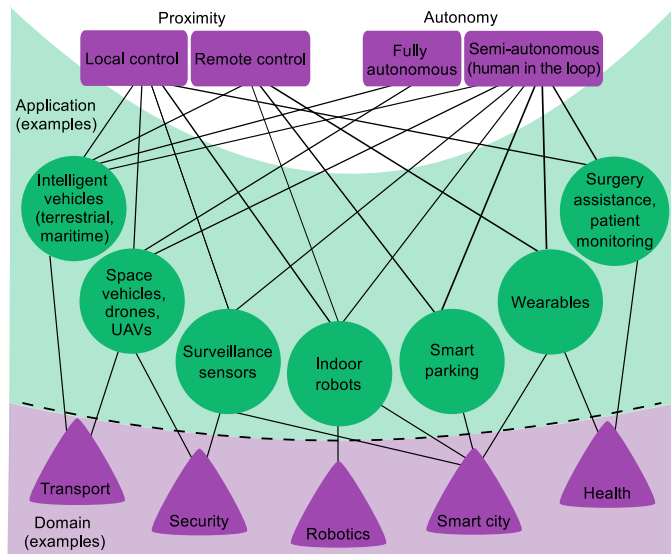 Proximity
Autonomy
Local control
Remote control
Fully
autonomous
Semi-autonomous
(human in the loop)
Application
(examples)
Intelligent
vehicles
(terrestrial,
maritime)
Surgery
assistance,
patient
monitoring
Space
vehicles,
drones,
UAVs
Wearables
Surveillance
sensors
Indoor
robots
Smart
parking
Transport
Security
Robotics
Smart city
Health
Domain
(examples)